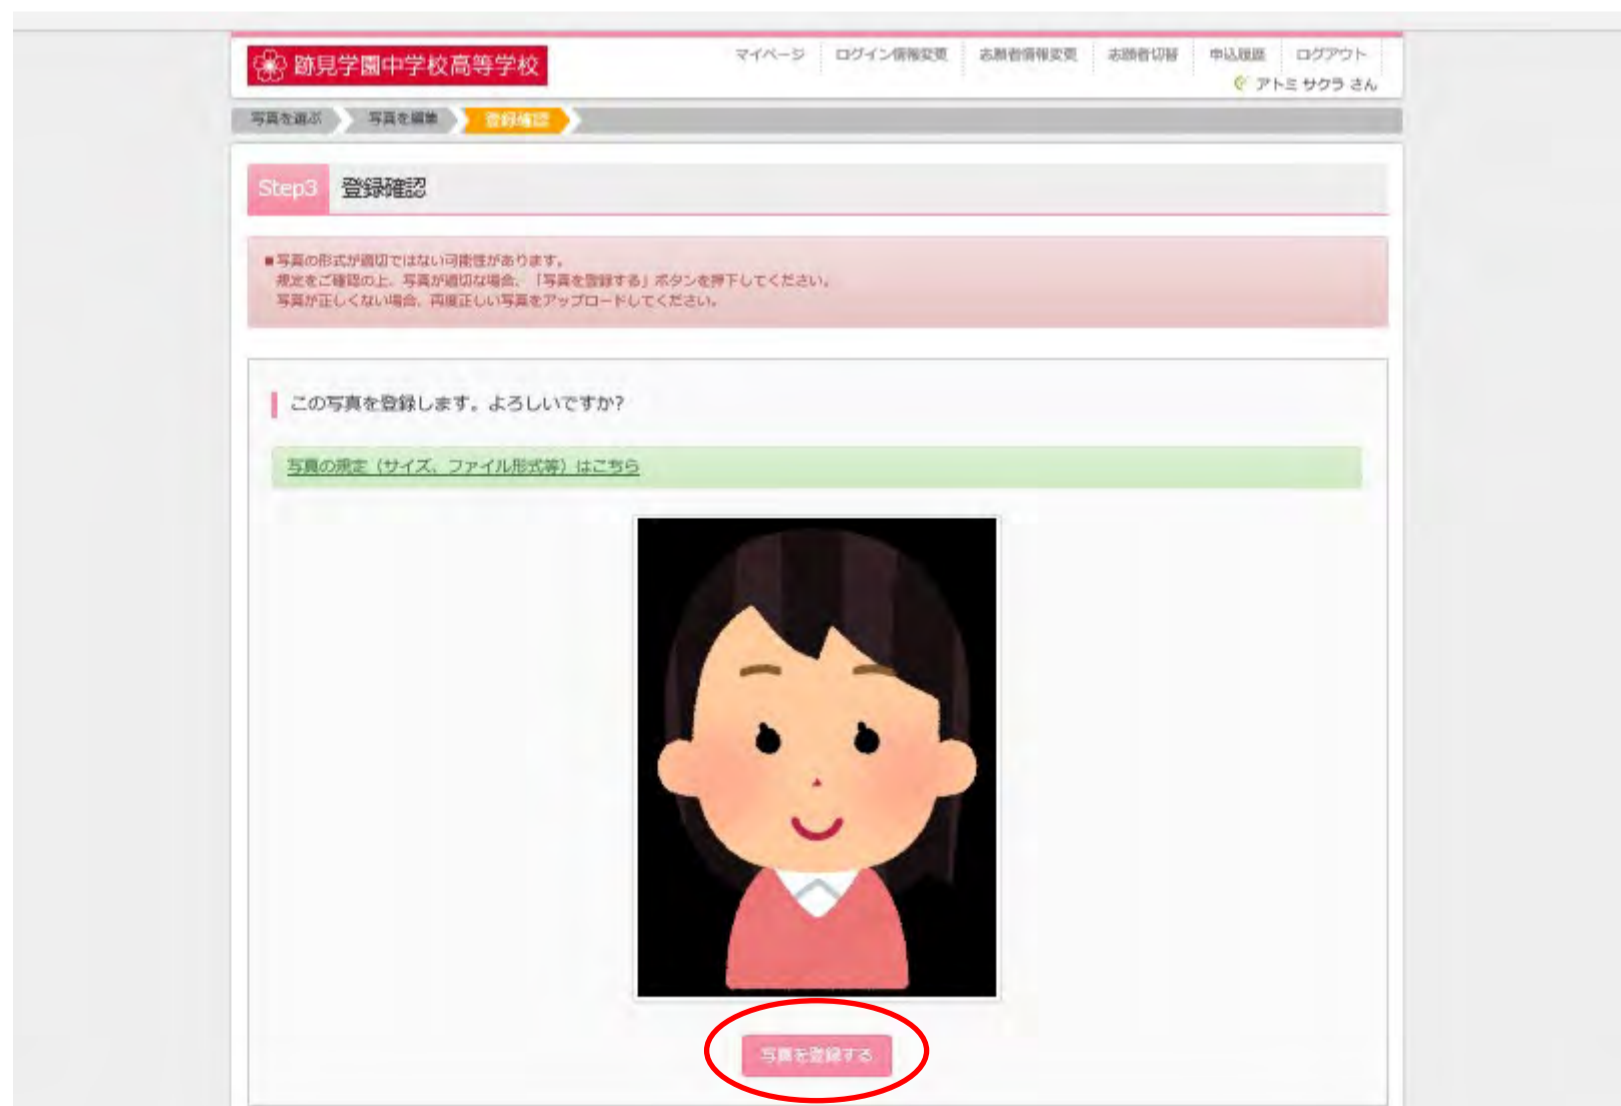 跡見学園中学校高等学校
マイページ ログイン情報変更 志願者情報変更 志願者切替 申込履歴 ログアウト
アトミ サクラ さん
写真を選ぶ 写真を編集 登録確認
Step3 登録確認
■写真の形式が適切ではない可能性があります。
規定をご確認の上、写真が適切な場合、「写真を登録する」ボタンを押下してください。
写真が正しくない場合、再度正しい写真をアップロードしてください。
この写真を登録します。よろしいですか?
写真の規定（サイズ、ファイル形式等）はこちら
写真を登録する